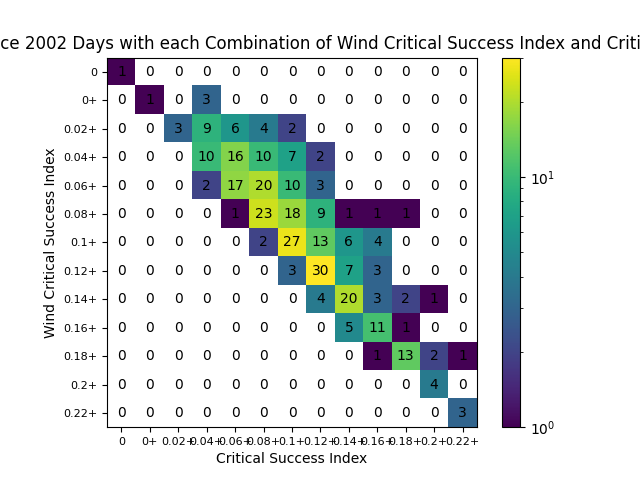 ce 2002 Days with each Combination of Wind Critical Success Index and Criti
Wind Critical Success Index
0 1 0 0 0 0 0 0 0 0 0 0 0 0
0+ 0 1 0 3 0 0 0 0 0 0 0 0 0
0.02+ 0 0 3 9 6 4 2 0 0 0 0 0 0
0.04+ 0 0 0 10 16 10 7 2 0 0 0 0 0
0.06+ 0 0 0 2 17 20 10 3 0 0 0 0 0
0.08+ 0 0 0 0 1 23 18 9 1 1 1 0 0
0.1+ 0 0 0 0 0 2 27 13 6 4 0 0 0
0.12+ 0 0 0 0 0 0 3 30 7 3 0 0 0
0.14+ 0 0 0 0 0 0 0 4 20 3 2 1 0
0.16+ 0 0 0 0 0 0 0 0 5 11 1 0 0
0.18+ 0 0 0 0 0 0 0 0 0 1 13 2 1
0.2+ 0 0 0 0 0 0 0 0 0 0 0 4 0
0.22+ 0 0 0 0 0 0 0 0 0 0 0 0 3
0 0+ 0.02+ 0.04+ 0.06+ 0.08+ 0.1+ 0.12+ 0.14+ 0.16+ 0.18+ 0.2+ 0.22+
Critical Success Index
10¹
10⁰